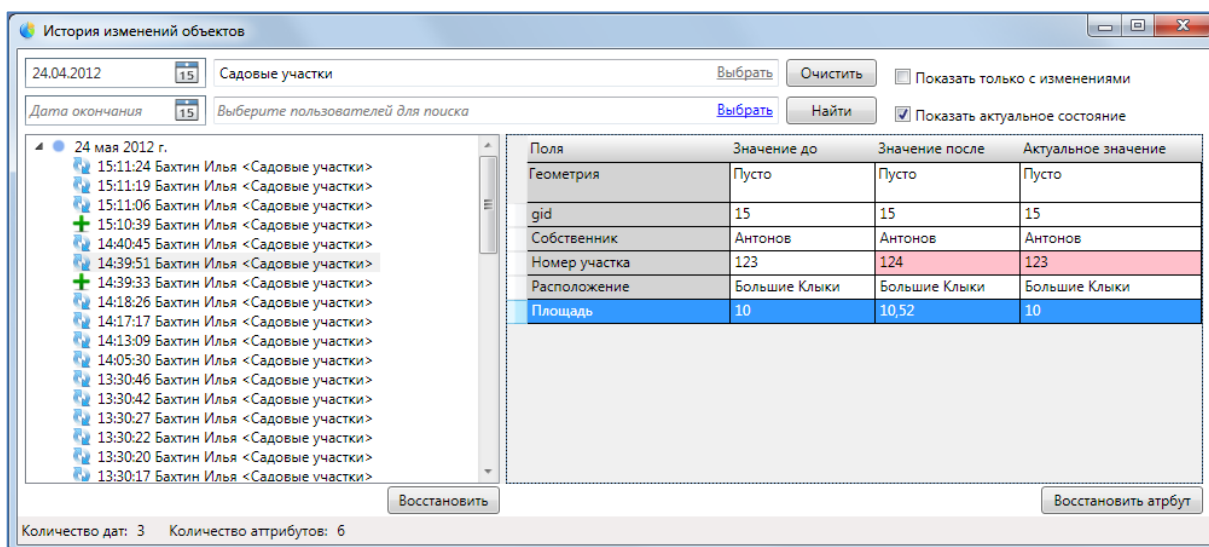 История изменений объектов
24.04.2012 15 Садовые участки Выбрать Очистить Показать только с изменениями
Дата окончания 15 Выберите пользователей для поиска Выбрать Найти Показать актуальное состояние
24 мая 2012 г.
15:11:24 Бахтин Илья <Садовые участки>
15:11:19 Бахтин Илья <Садовые участки>
15:11:06 Бахтин Илья <Садовые участки>
15:10:39 Бахтин Илья <Садовые участки>
14:40:45 Бахтин Илья <Садовые участки>
14:39:51 Бахтин Илья <Садовые участки>
14:39:33 Бахтин Илья <Садовые участки>
14:18:26 Бахтин Илья <Садовые участки>
14:17:17 Бахтин Илья <Садовые участки>
14:13:09 Бахтин Илья <Садовые участки>
14:05:30 Бахтин Илья <Садовые участки>
13:30:46 Бахтин Илья <Садовые участки>
13:30:42 Бахтин Илья <Садовые участки>
13:30:27 Бахтин Илья <Садовые участки>
13:30:22 Бахтин Илья <Садовые участки>
13:30:20 Бахтин Илья <Садовые участки>
13:30:17 Бахтин Илья <Садовые участки>
Восстановить
Поля Значение до Значение после Актуальное значение
Геометрия Пусто Пусто Пусто
gid 15 15 15
Собственник Антонов Антонов Антонов
Номер участка 123 124 123
Расположение Большие Клыки Большие Клыки Большие Клыки
Площадь 10 10,52 10
Восстановить атрбут
Количество дат: 3 Количество аттрибутов: 6